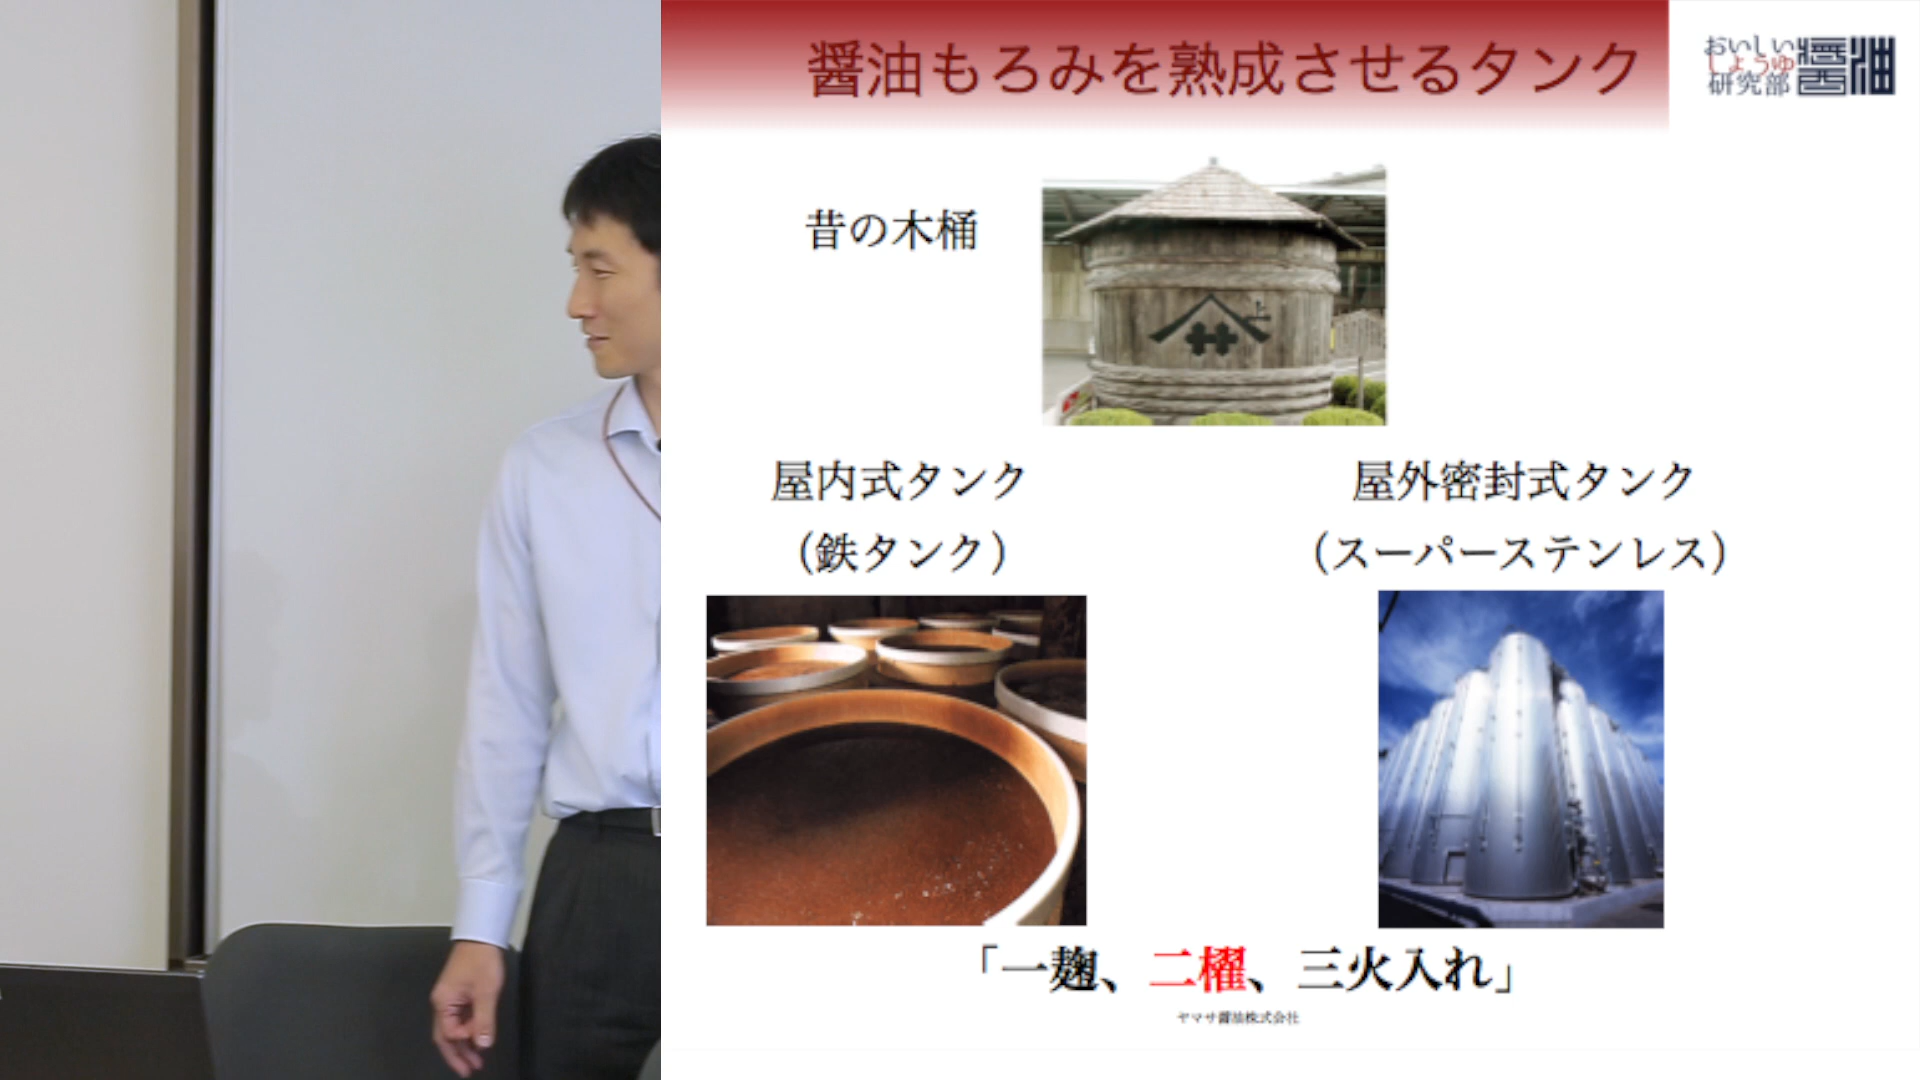 醤油もろみを熟成させるタンク
おいしい
しょうゆ
研究部
醤油
昔の木桶
上
屋内式タンク
(鉄タンク)
屋外密封式タンク
(スーパーステンレス)
「一麹、二櫂、三火入れ」
ヤマサ醤油株式会社